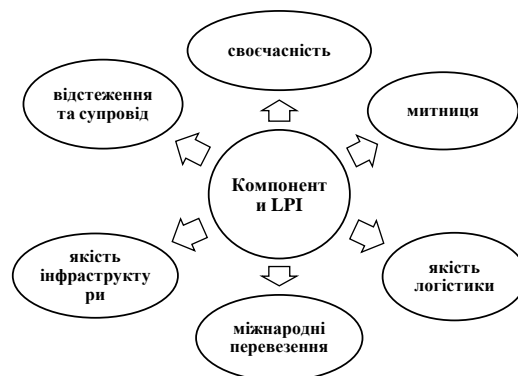 своєчасність
відстеження
та супровід
митниця
Компонент
и LPI
якість
інфраструкту
ри
якість
логістики
міжнародні
перевезення